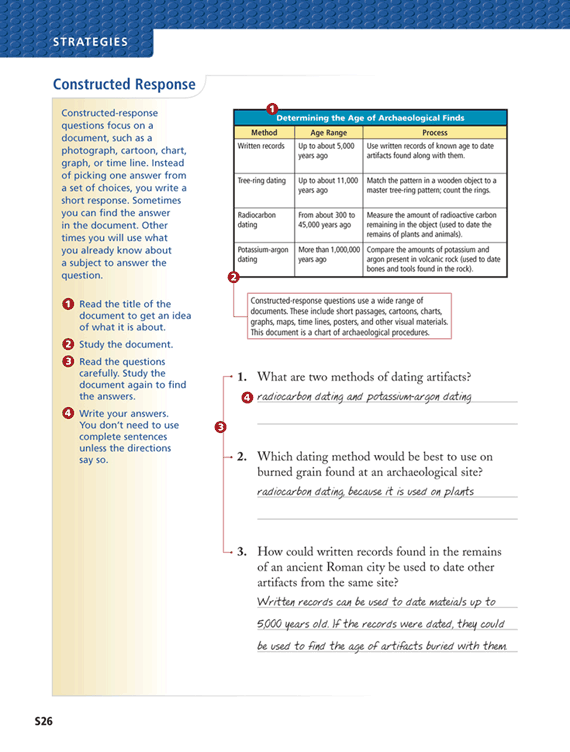 STRATEGIES
Constructed Response
Constructed-response
questions focus on a
document, such as a
photograph, cartoon, chart,
graph, or time line. Instead
of picking one answer from
a set of choices, you write a
short response. Sometimes
you can find the answer
in the document. Other
times you will use what
you already know about
a subject to answer the
question.
1 Read the title of the
document to get an idea
of what it is about.
2 Study the document.
3 Read the questions
carefully. Study the
document again to find
the answers.
4 Write your answers.
You don't need to use
complete sentences
unless the directions
say so.
1
Determining the Age of Archaeological Finds
Method Age Range Process
Written records Up to about 5,000 Use written records of known age to date
years ago artifacts found along with them.
Tree-ring dating Up to about 11,000 Match the pattern in a wooden object to a
years ago master tree-ring pattern; count the rings.
Radiocarbon From about 300 to Measure the amount of radioactive carbon
dating 45,000 years ago remaining in the object (used to date the
remains of plants and animals).
Potassium-argon More than 1,000,000 Compare the amounts of potassium and
dating years ago argon present in volcanic rock (used to date
bones and tools found in the rock).
2
Constructed-response questions use a wide range of
documents. These include short passages, cartoons, charts,
graphs, maps, time lines, posters, and other visual materials.
This document is a chart of archaeological procedures.
1. What are two methods of dating artifacts?
4 radiocarbon dating and potassium-argon dating
3
2. Which dating method would be best to use on
burned grain found at an archaeological site?
radiocarbon dating, because it is used on plants
3. How could written records found in the remains
of an ancient Roman city be used to date other
artifacts from the same site?
Written records can be used to date mateials up to
5,000 years old. If the records were dated, they could
be used to find the age of artifacts buried with them.
S26